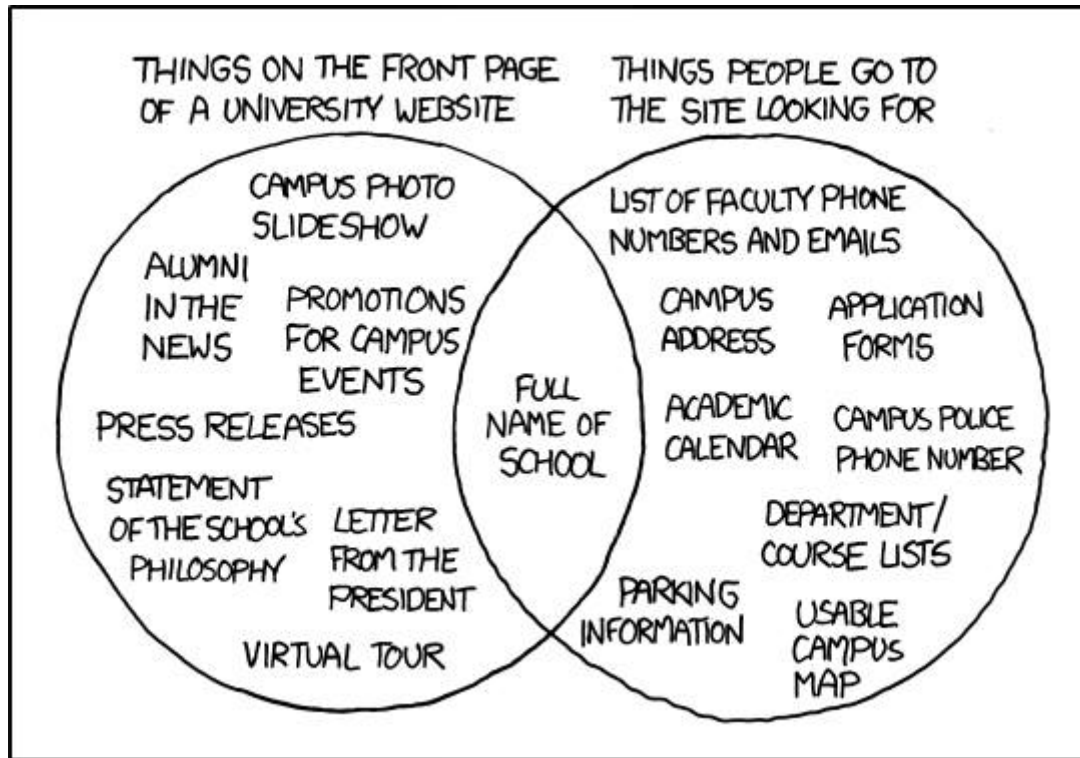 THINGS ON THE FRONT PAGE
OF A UNIVERSITY WEBSITE
THINGS PEOPLE GO TO
THE SITE LOOKING FOR
CAMPUS PHOTO
SLIDESHOW
ALUMNI
IN THE
NEWS
PROMOTIONS
FOR CAMPUS
EVENTS
PRESS RELEASES
STATEMENT
OF THE SCHOOL'S
PHILOSOPHY
LETTER
FROM THE
PRESIDENT
VIRTUAL TOUR
FULL
NAME OF
SCHOOL
LIST OF FACULTY PHONE
NUMBERS AND EMAILS
CAMPUS
ADDRESS
APPLICATION
FORMS
ACADEMIC
CALENDAR
CAMPUS POLICE
PHONE NUMBER
DEPARTMENT/
COURSE LISTS
PARKING
INFORMATION
USABLE
CAMPUS
MAP